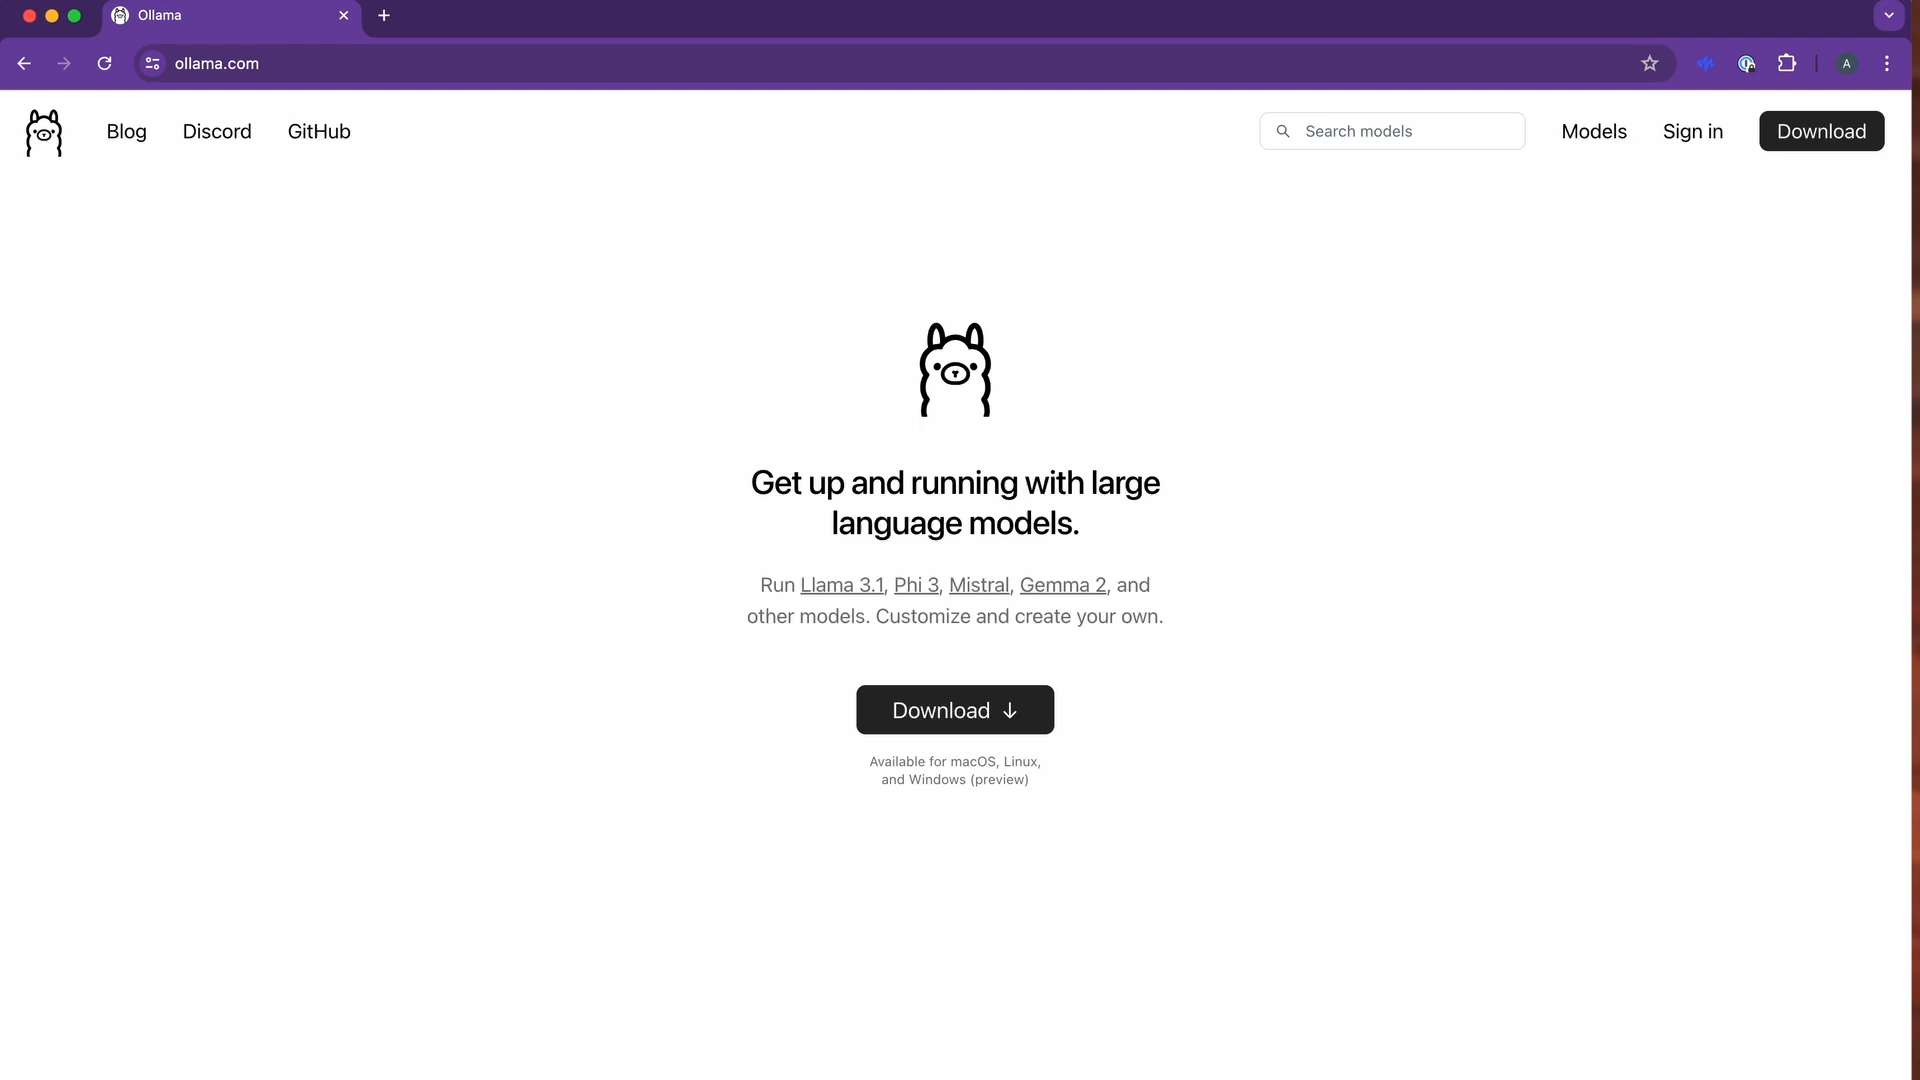 Ollama
ollama.com
A
Blog Discord GitHub
Search models
Models Sign in Download
Get up and running with large
language models.
Run Llama 3.1, Phi 3, Mistral, Gemma 2, and
other models. Customize and create your own.
Download ↓
Available for macOS, Linux,
and Windows (preview)